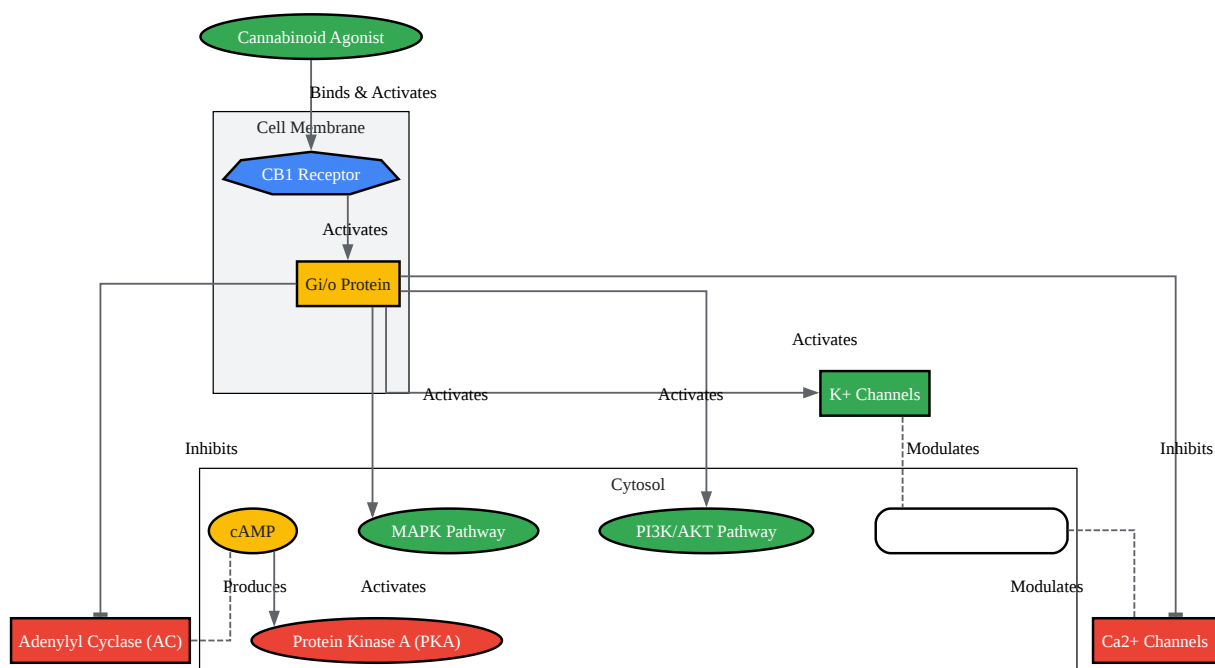 Cannabinoid Agonist
Binds & Activates
Cell Membrane
CB1 Receptor
Activates
Gi/o Protein
Activates
Activates
Activates
K+ Channels
Inhibits
Modulates
Inhibits
Cytosol
cAMP
MAPK Pathway
PI3K/AKT Pathway
Produces
Activates
Modulates
Adenylyl Cyclase (AC)
Protein Kinase A (PKA)
Ca2+ Channels